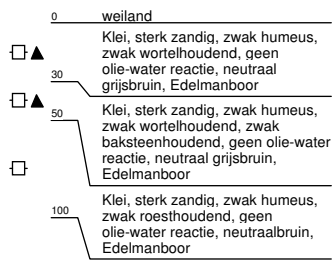 0 weiland
Klei, sterk zandig, zwak humeus,
zwak wortelhoudend, geen
olie-water reactie, neutraal
grijsbruin, Edelmanboor
30
Klei, sterk zandig, zwak humeus,
zwak wortelhoudend, zwak
baksteenhoudend, geen olie-water
reactie, neutraal grijsbruin,
Edelmanboor
50
Klei, sterk zandig, zwak humeus,
zwak roesthoudend, geen
olie-water reactie, neutraalbruin,
Edelmanboor
100